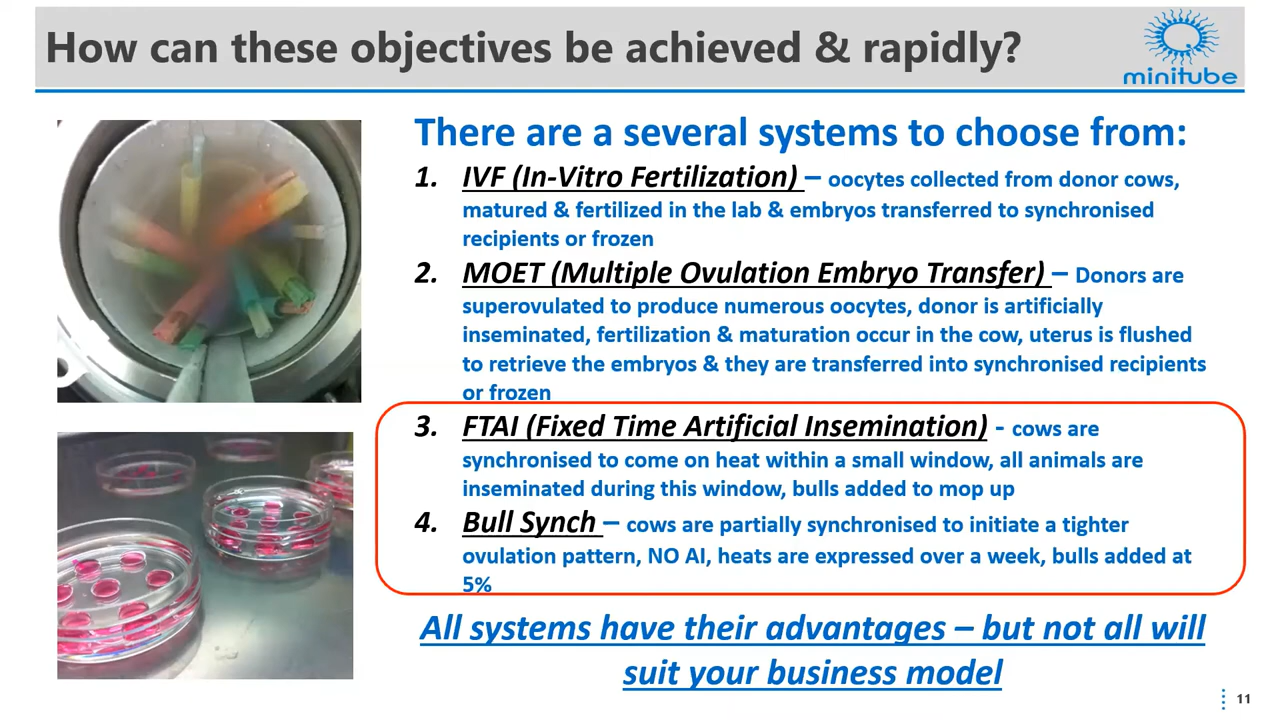 How can these objectives be achieved & rapidly?
minitube
There are a several systems to choose from:
1. IVF (In-Vitro Fertilization) – oocytes collected from donor cows,
matured & fertilized in the lab & embryos transferred to synchronised
recipients or frozen
2. MOET (Multiple Ovulation Embryo Transfer) – Donors are
superovulated to produce numerous oocytes, donor is artificially
inseminated, fertilization & maturation occur in the cow, uterus is flushed
to retrieve the embryos & they are transferred into synchronised recipients
or frozen
3. FTAI (Fixed Time Artificial Insemination) - cows are
synchronised to come on heat within a small window, all animals are
inseminated during this window, bulls added to mop up
4. Bull Synch – cows are partially synchronised to initiate a tighter
ovulation pattern, NO AI, heats are expressed over a week, bulls added at
5%
All systems have their advantages – but not all will
suit your business model
11